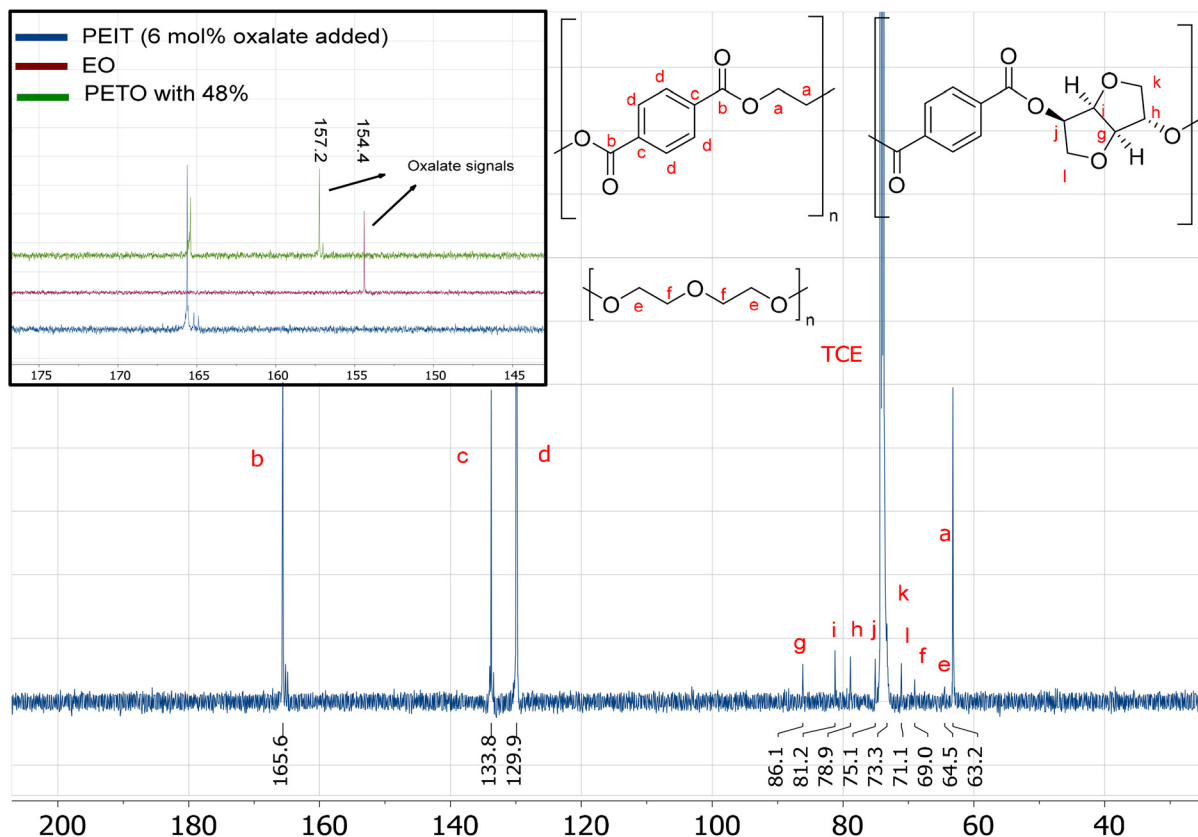 PEIT (6 mol% oxalate added)
EO
PETO with 48%
157.2
154.4
Oxalate signals
175 170 165 160 155 150 145
O
d
d
c
b
O
O
a
a
b
O
c
d
d
O
n
O
O
H
O
k
i
h
j
g
O
O
H
l
O
O
e
f
O
f
e
O
n
TCE
b
c
d
a
k
g
i
h
j
l
f
e
165.6
133.8
129.9
86.1
81.2
78.9
75.1
73.3
71.1
69.0
64.5
63.2
200 180 160 140 120 100 80 60 40